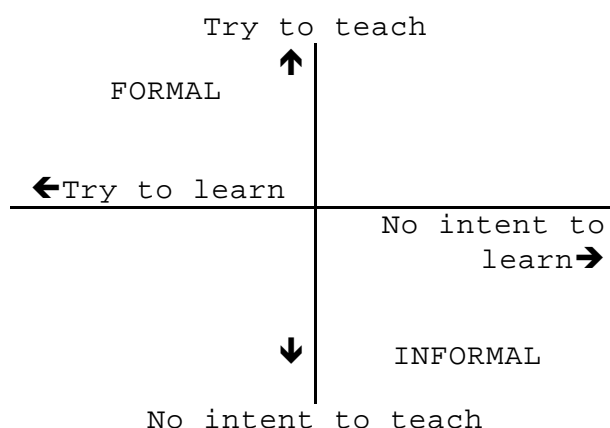 Try to teach
FORMAL
←Try to learn
No intent to
learn→
INFORMAL
No intent to teach